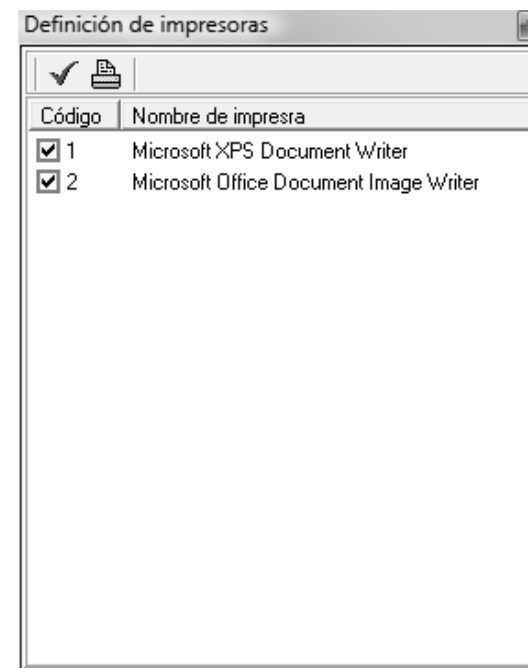 Definición de impresoras
Código Nombre de impresra
1 Microsoft XPS Document Writer
2 Microsoft Office Document Image Writer